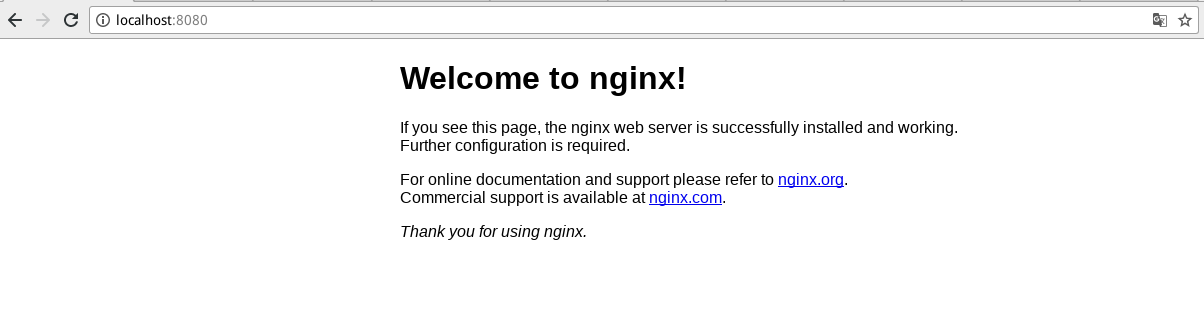 localhost:8080
Welcome to nginx!
If you see this page, the nginx web server is successfully installed and working.
Further configuration is required.
For online documentation and support please refer to nginx.org.
Commercial support is available at nginx.com.
Thank you for using nginx.